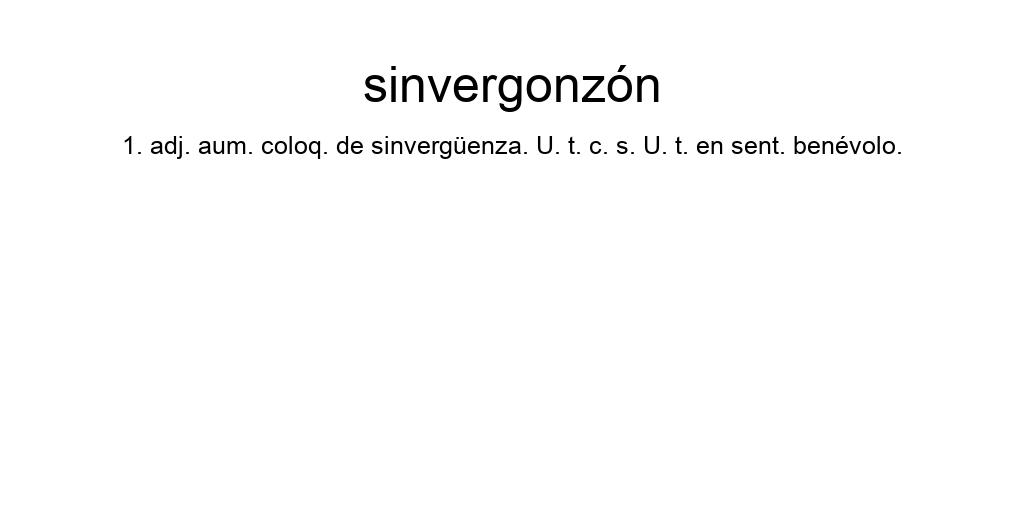 sinvergonzón
1. adj. aum. coloq. de sinvergüenza. U. t. c. s. U. t. en sent. benévolo.